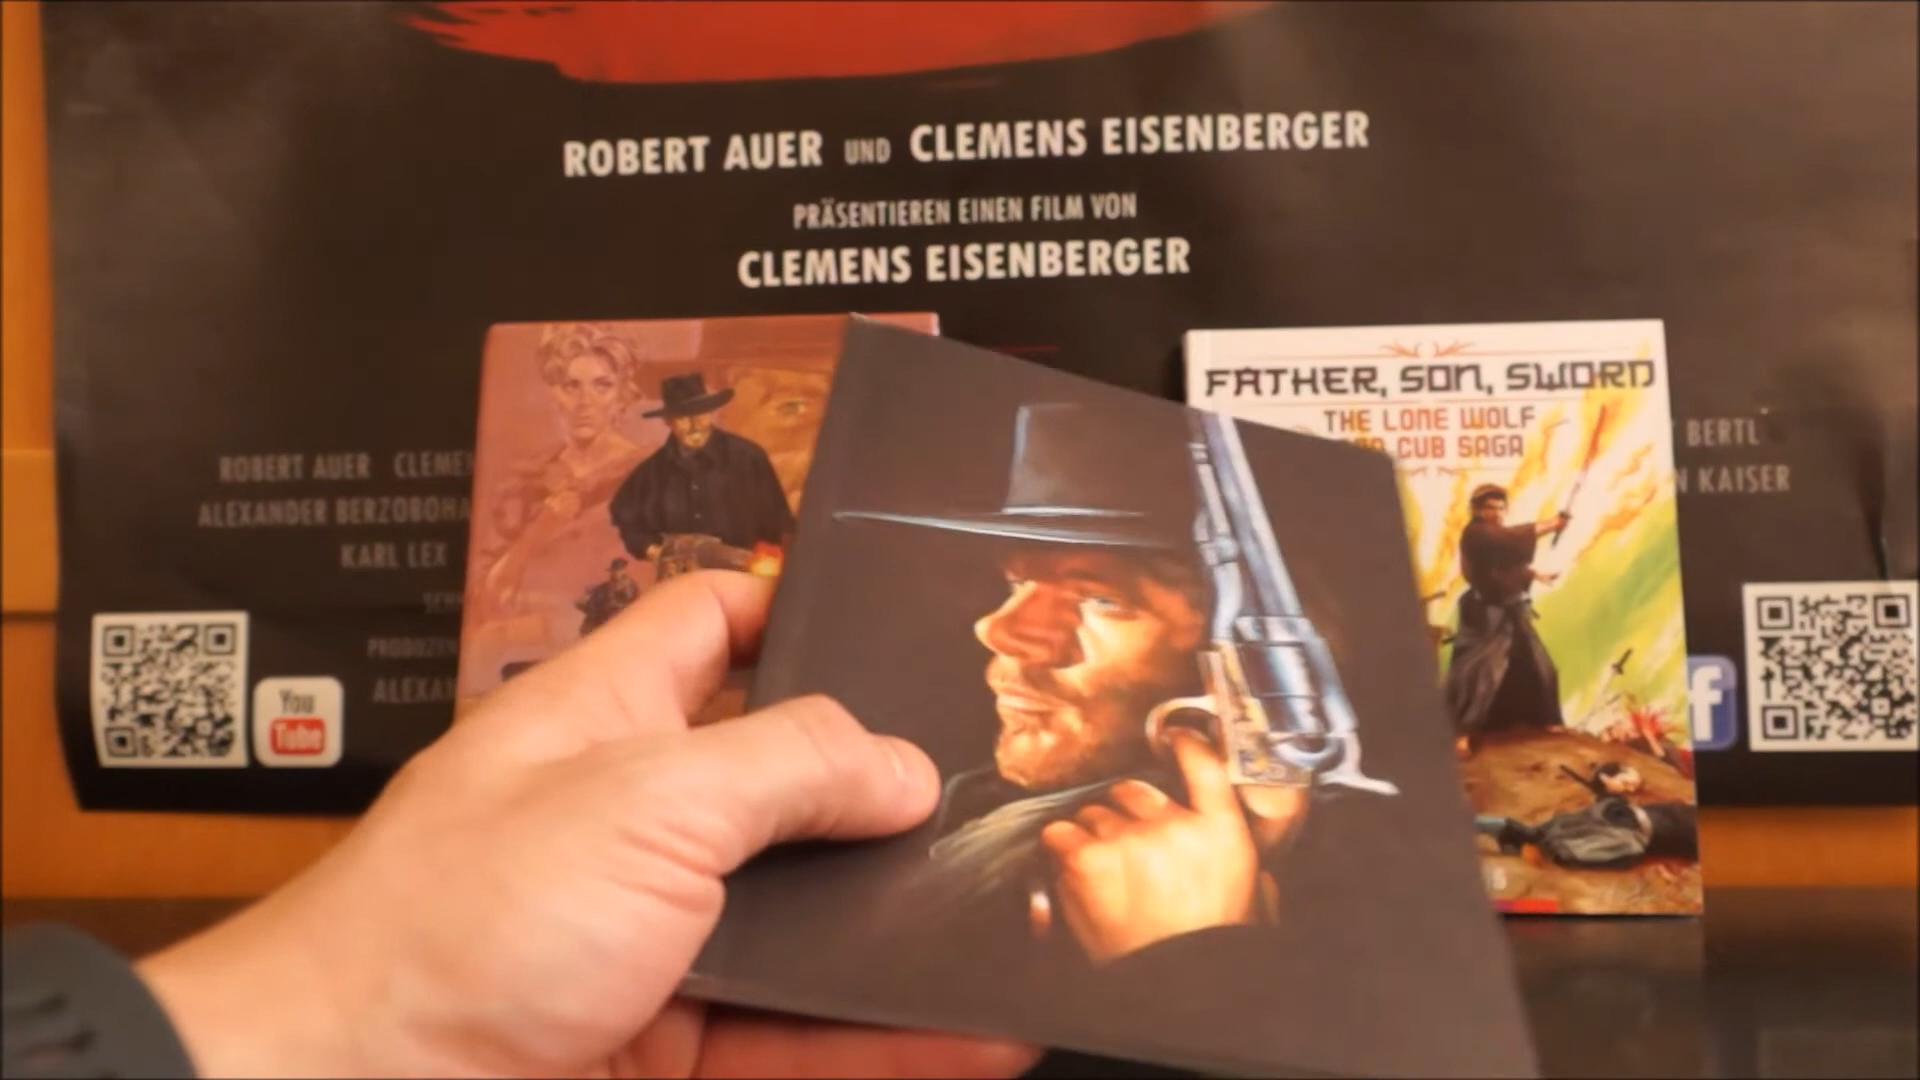 ROBERT AUER UND CLEMENS EISENBERGER
PRÄSENTIEREN EINEN FILM VON
CLEMENS EISENBERGER
FATHER, SON, SWORD
THE LONE WOLF
CUB SAGA
ROBERT AUER
ALEXANDER
KARL LEX
BERTL
KAISER
You
Tube
f